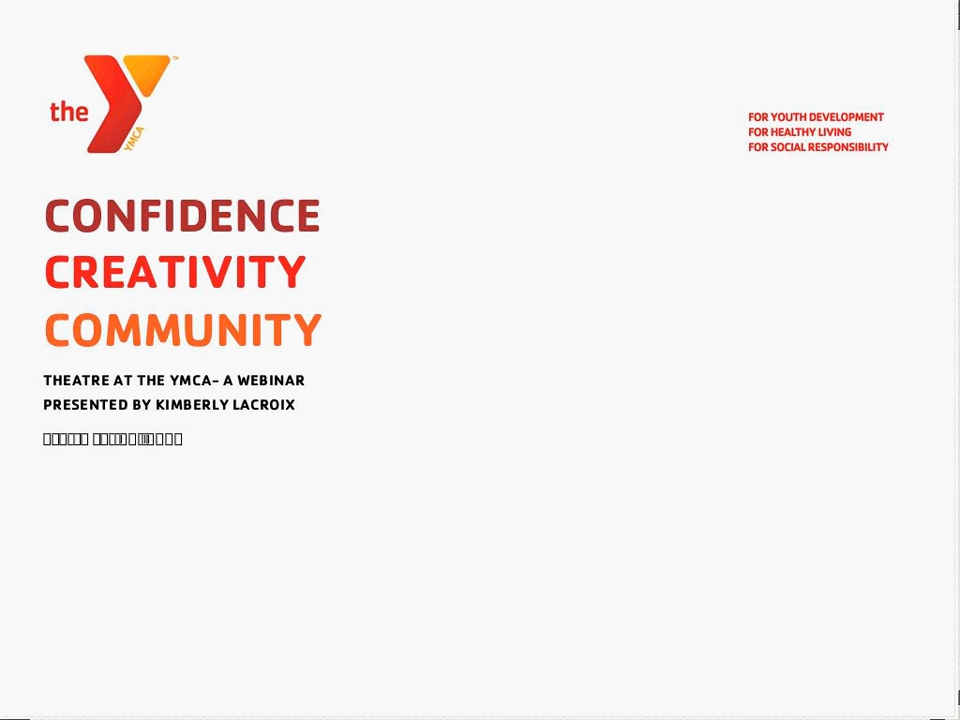 the
YMCA
™
FOR YOUTH DEVELOPMENT
FOR HEALTHY LIVING
FOR SOCIAL RESPONSIBILITY
CONFIDENCE
CREATIVITY
COMMUNITY
THEATRE AT THE YMCA- A WEBINAR
PRESENTED BY KIMBERLY LACROIX